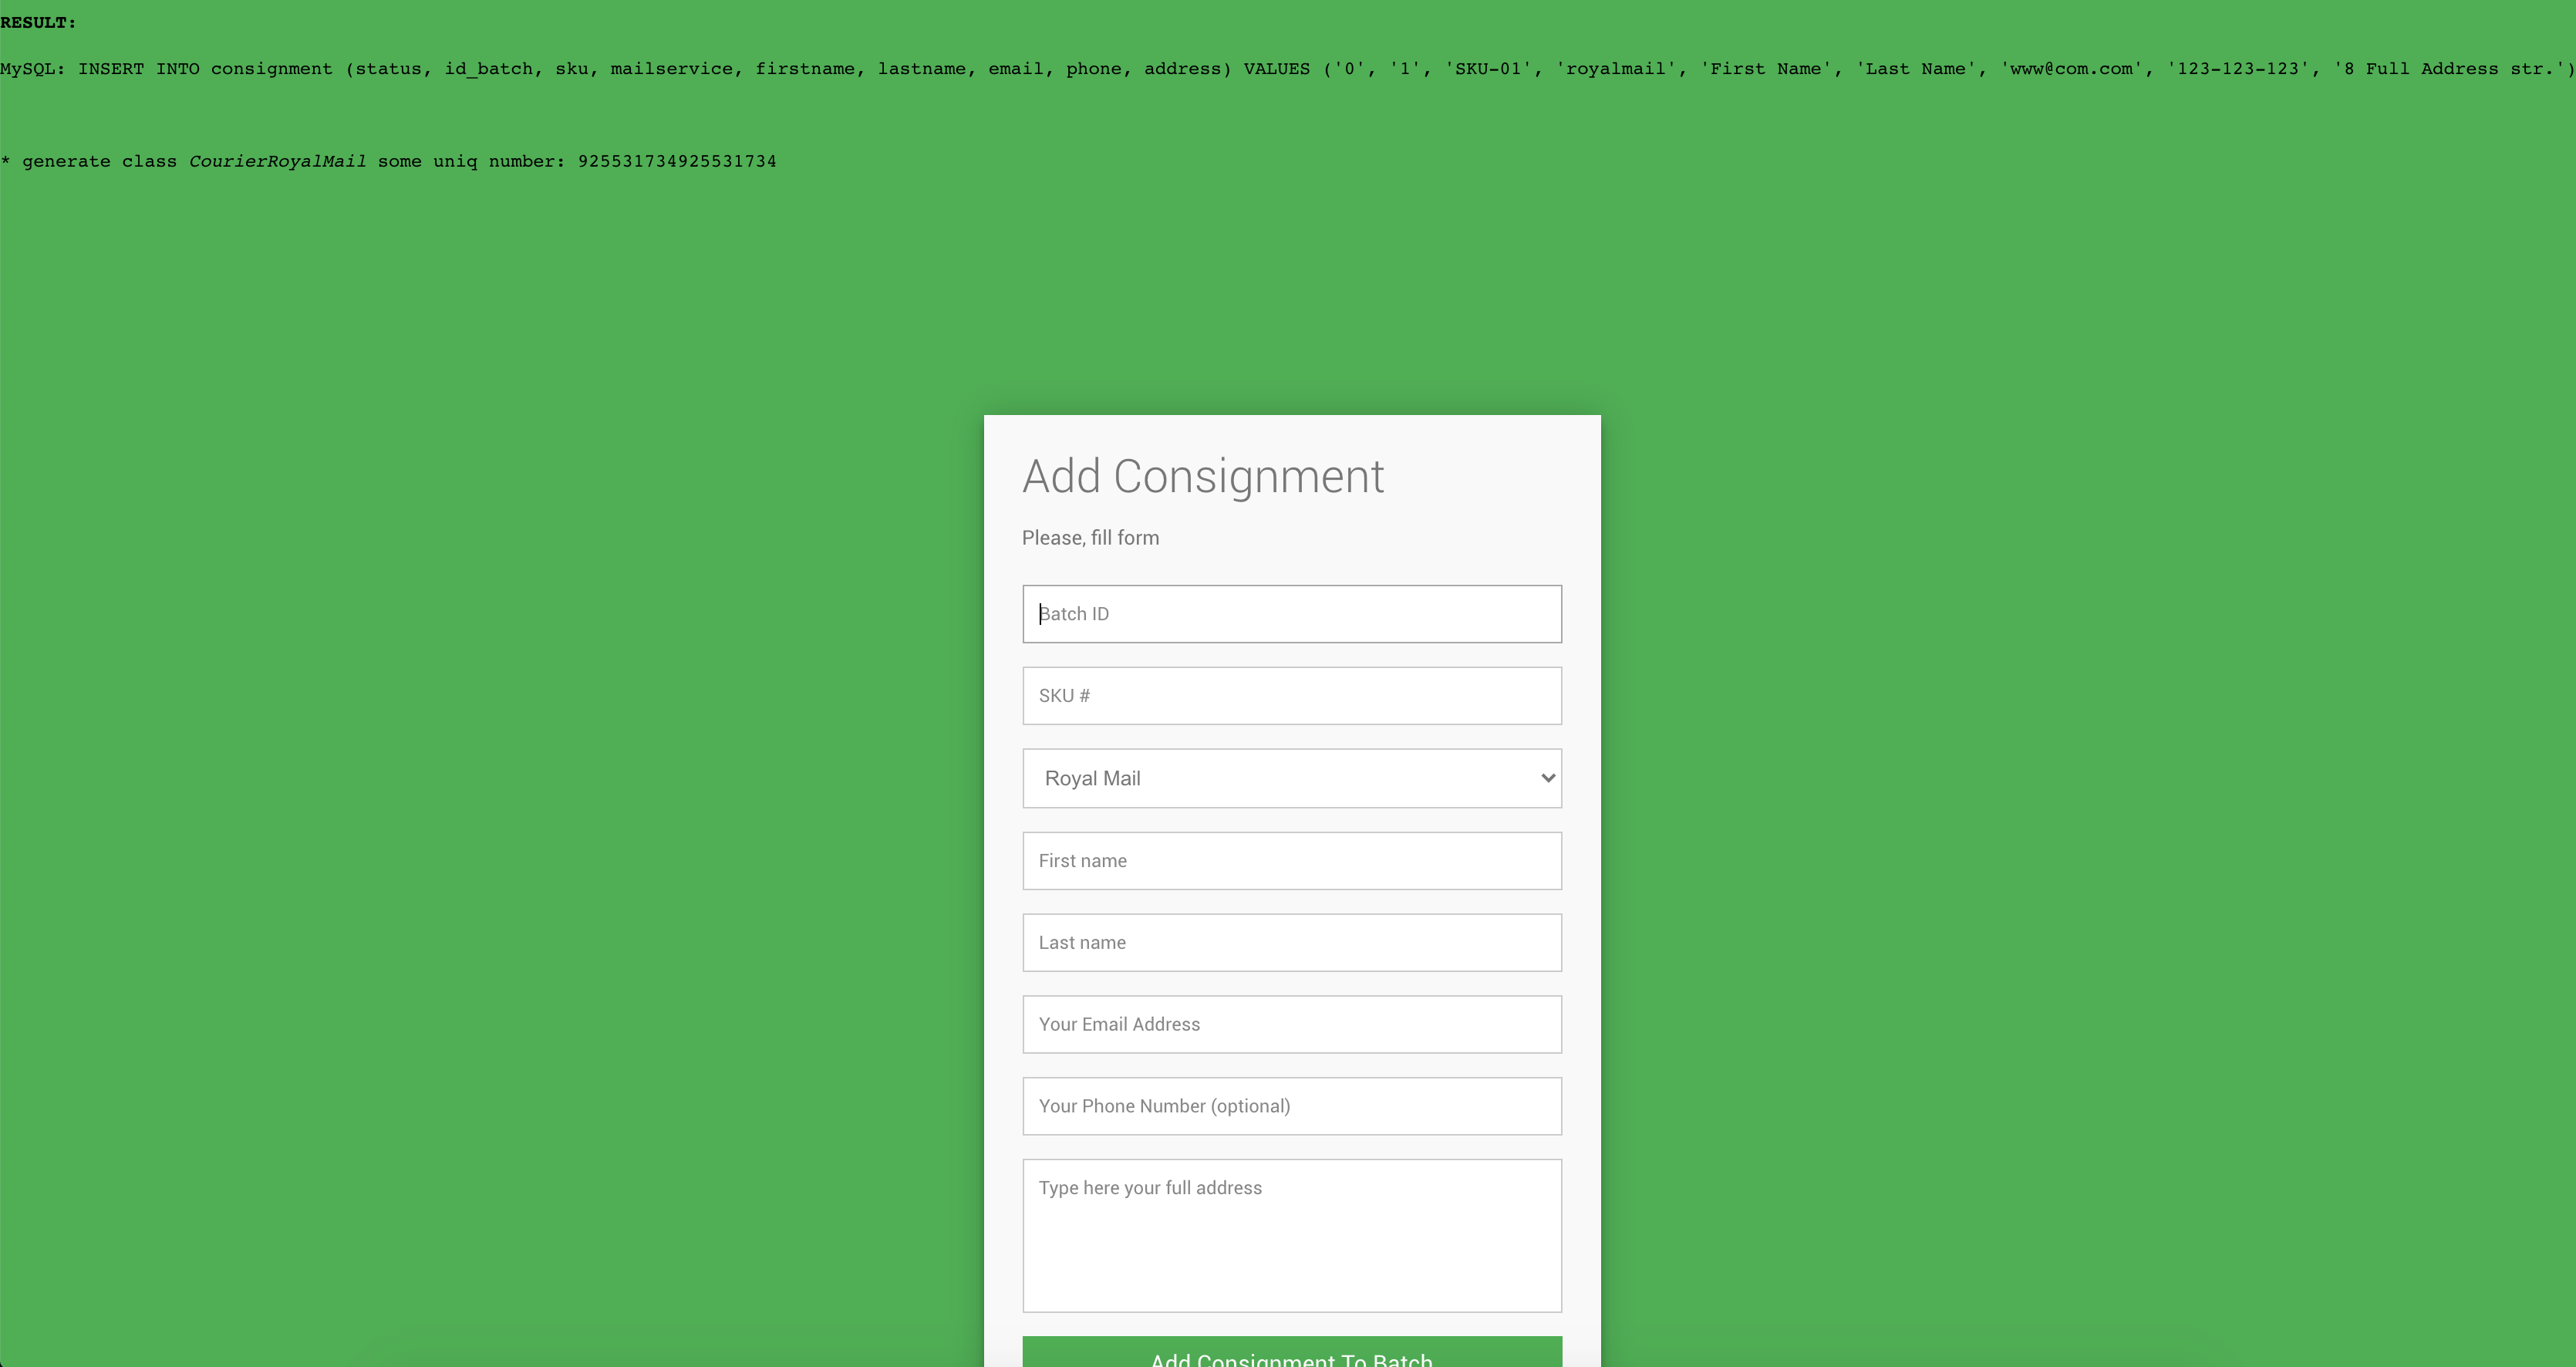 RESULT:
MySQL: INSERT INTO consignment (status, id_batch, sku, mailservice, firstname, lastname, email, phone, address) VALUES ('0', '1', 'SKU-01', 'royalmail', 'First Name', 'Last Name', 'www@com.com', '123-123-123', '8 Full Address str.')
* generate class CourierRoyalMail some uniq number: 925531734925531734
Add Consignment
Please, fill form
Batch ID
SKU #
Royal Mail
First name
Last name
Your Email Address
Your Phone Number (optional)
Type here your full address
Add Consignment To Batch